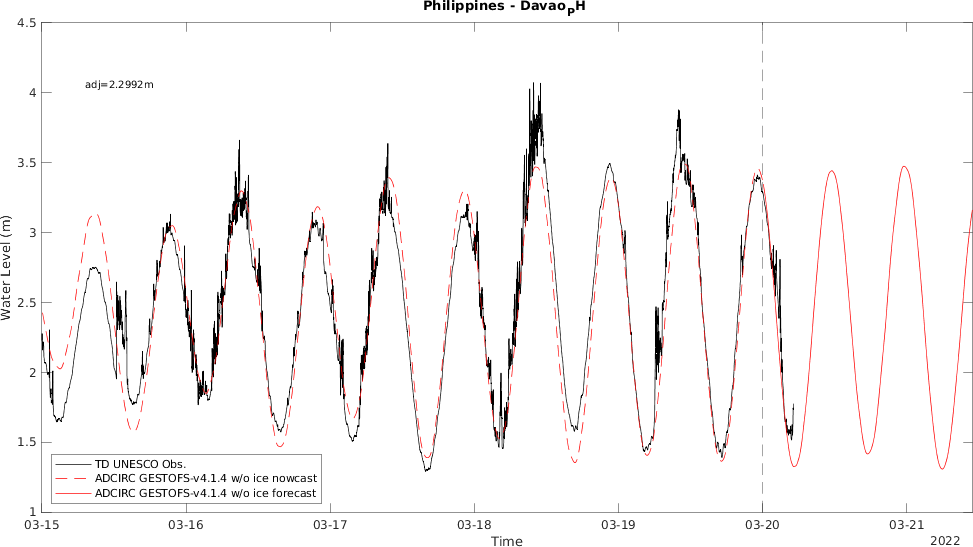 Philippines - DavaoPH
4.5
4
3.5
3
2.5
2
1.5
1
Water Level (m)
adj=2.2992m
TD UNESCO Obs.
ADCIRC GESTOFS-v4.1.4 w/o ice nowcast
ADCIRC GESTOFS-v4.1.4 w/o ice forecast
03-15 03-16 03-17 03-18 03-19 03-20 03-21
Time
2022